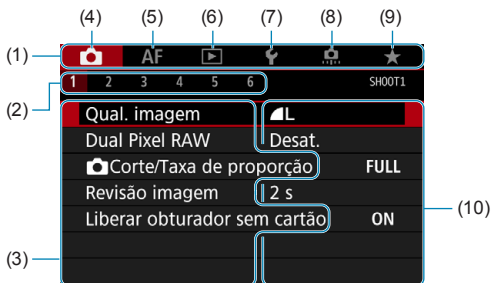 (4) (5) (6) (7) (8) (9)
(1) AF
(2) 1 2 3 4 5 6 SHOOT1
Qual. imagem L
Dual Pixel RAW Desat.
Corte/Taxa de proporção FULL
Revisão imagem 2 s
(10)
Liberar obturador sem cartão ON
(3)